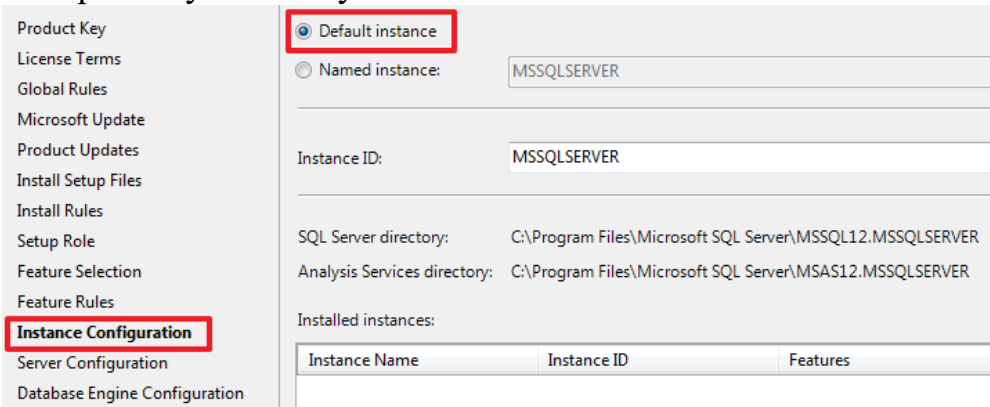 Product Key
License Terms
Global Rules
Microsoft Update
Product Updates
Install Setup Files
Install Rules
Setup Role
Feature Selection
Feature Rules
Instance Configuration
Server Configuration
Database Engine Configuration
Default instance
Named instance: MSSQLSERVER
Instance ID: MSSQLSERVER
SQL Server directory: C:\Program Files\Microsoft SQL Server\MSSQL12.MSSQLSERVER
Analysis Services directory: C:\Program Files\Microsoft SQL Server\MSAS12.MSSQLSERVER
Installed instances:
Instance Name Instance ID Features